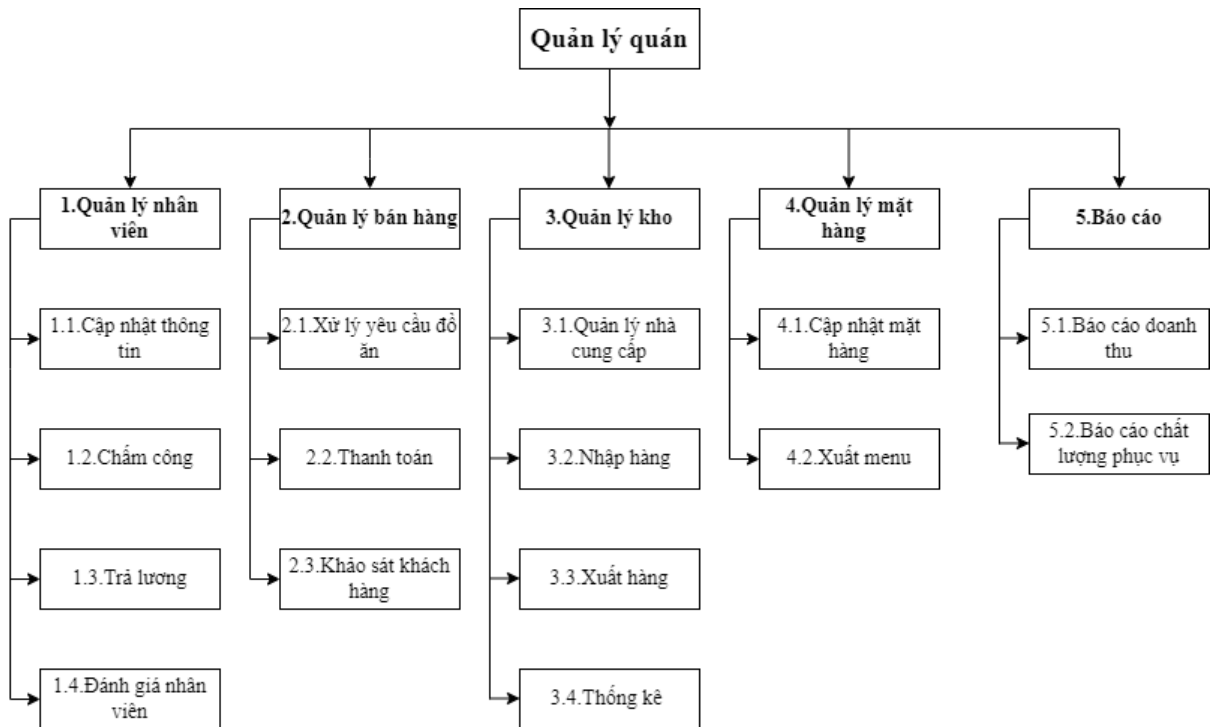 Quản lý quán
1.Quản lý nhân
viên
2.Quản lý bán hàng
3.Quản lý kho
4.Quản lý mặt
hàng
5.Báo cáo
1.1.Cập nhật thông
tin
2.1.Xử lý yêu cầu đồ
ăn
3.1.Quản lý nhà
cung cấp
4.1.Cập nhật mặt
hàng
5.1.Báo cáo doanh
thu
1.2.Chấm công
2.2.Thanh toán
3.2.Nhập hàng
4.2.Xuất menu
5.2.Báo cáo chất
lượng phục vụ
1.3.Trả lương
2.3.Khảo sát khách
hàng
3.3.Xuất hàng
1.4.Đánh giá nhân
viên
3.4.Thống kê